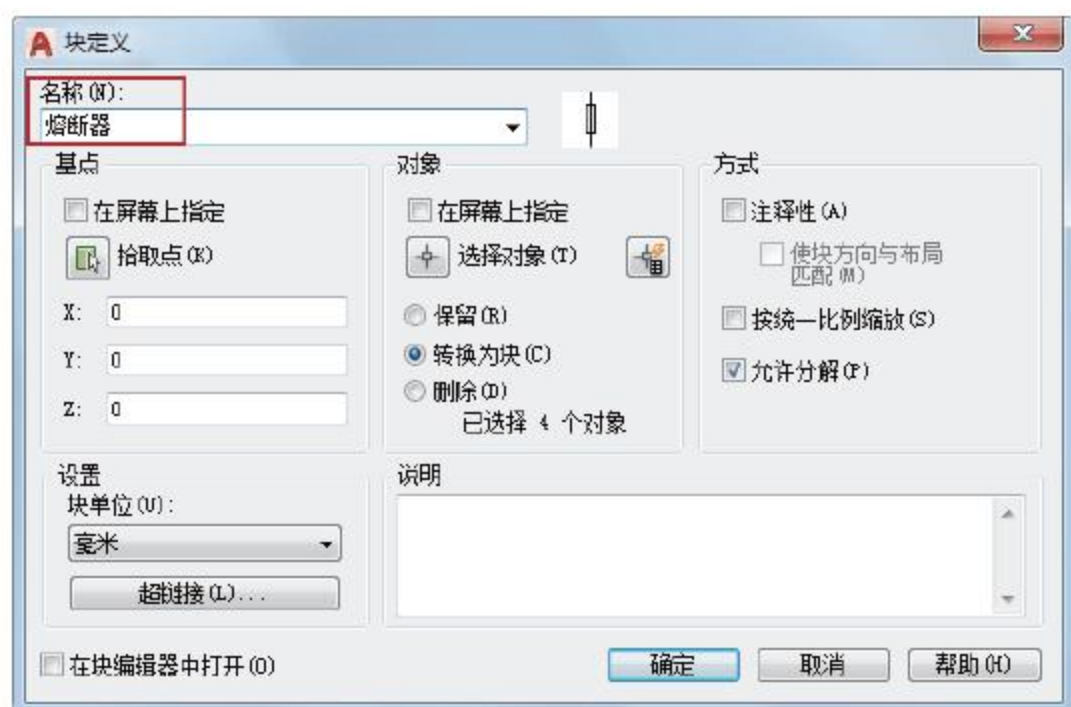 块定义
名称(N):
熔断器
基点
在屏幕上指定
拾取点(K)
X: 0
Y: 0
Z: 0
对象
在屏幕上指定
选择对象(T)
保留(R)
转换为块(C)
删除(D)
已选择 4 个对象
方式
注释性(A)
使块方向与布局
匹配(M)
按统一比例缩放(S)
允许分解(P)
设置
块单位(U):
毫米
超链接(L)...
说明
在块编辑器中打开(O)
确定
取消
帮助(H)